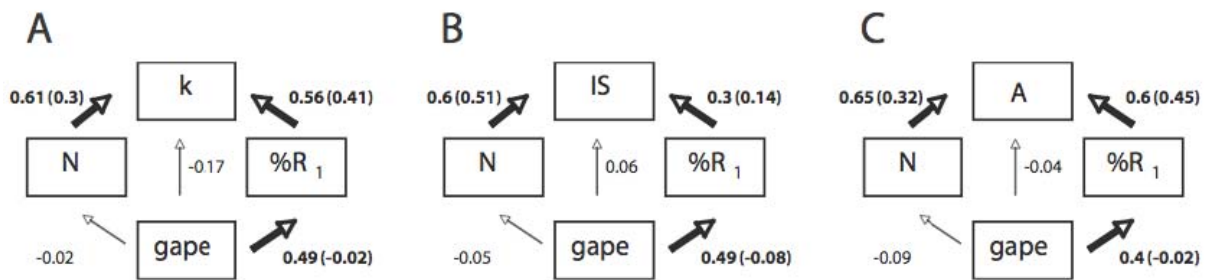 A
k
0.61 (0.3)
0.56 (0.41)
N
%R 1
-0.17
gape
-0.02
0.49 (-0.02)
B
IS
0.6 (0.51)
0.3 (0.14)
N
%R 1
0.06
gape
-0.05
0.49 (-0.08)
C
A
0.65 (0.32)
0.6 (0.45)
N
%R 1
-0.04
gape
-0.09
0.4 (-0.02)